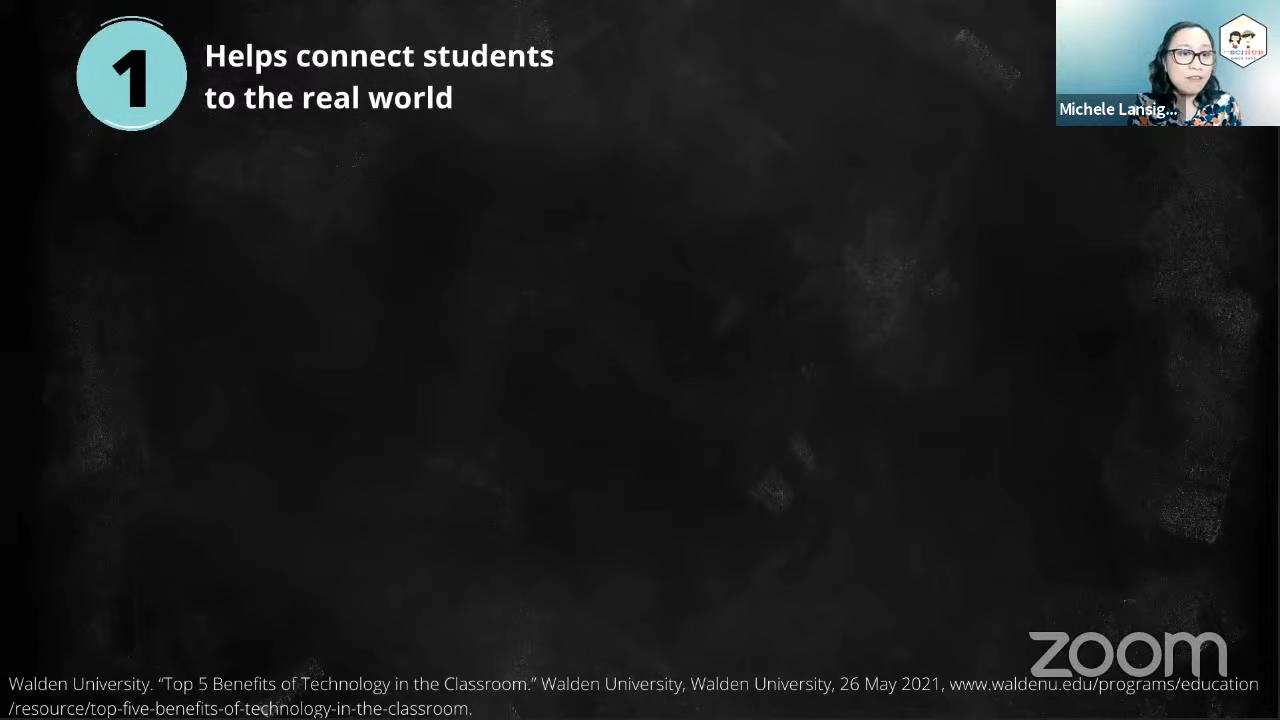 1
Helps connect students
to the real world
SCIHUB
Michele Lansig...
zoom
Walden University. “Top 5 Benefits of Technology in the Classroom.” Walden University, Walden University, 26 May 2021, www.waldenu.edu/programs/education
/resource/top-five-benefits-of-technology-in-the-classroom.